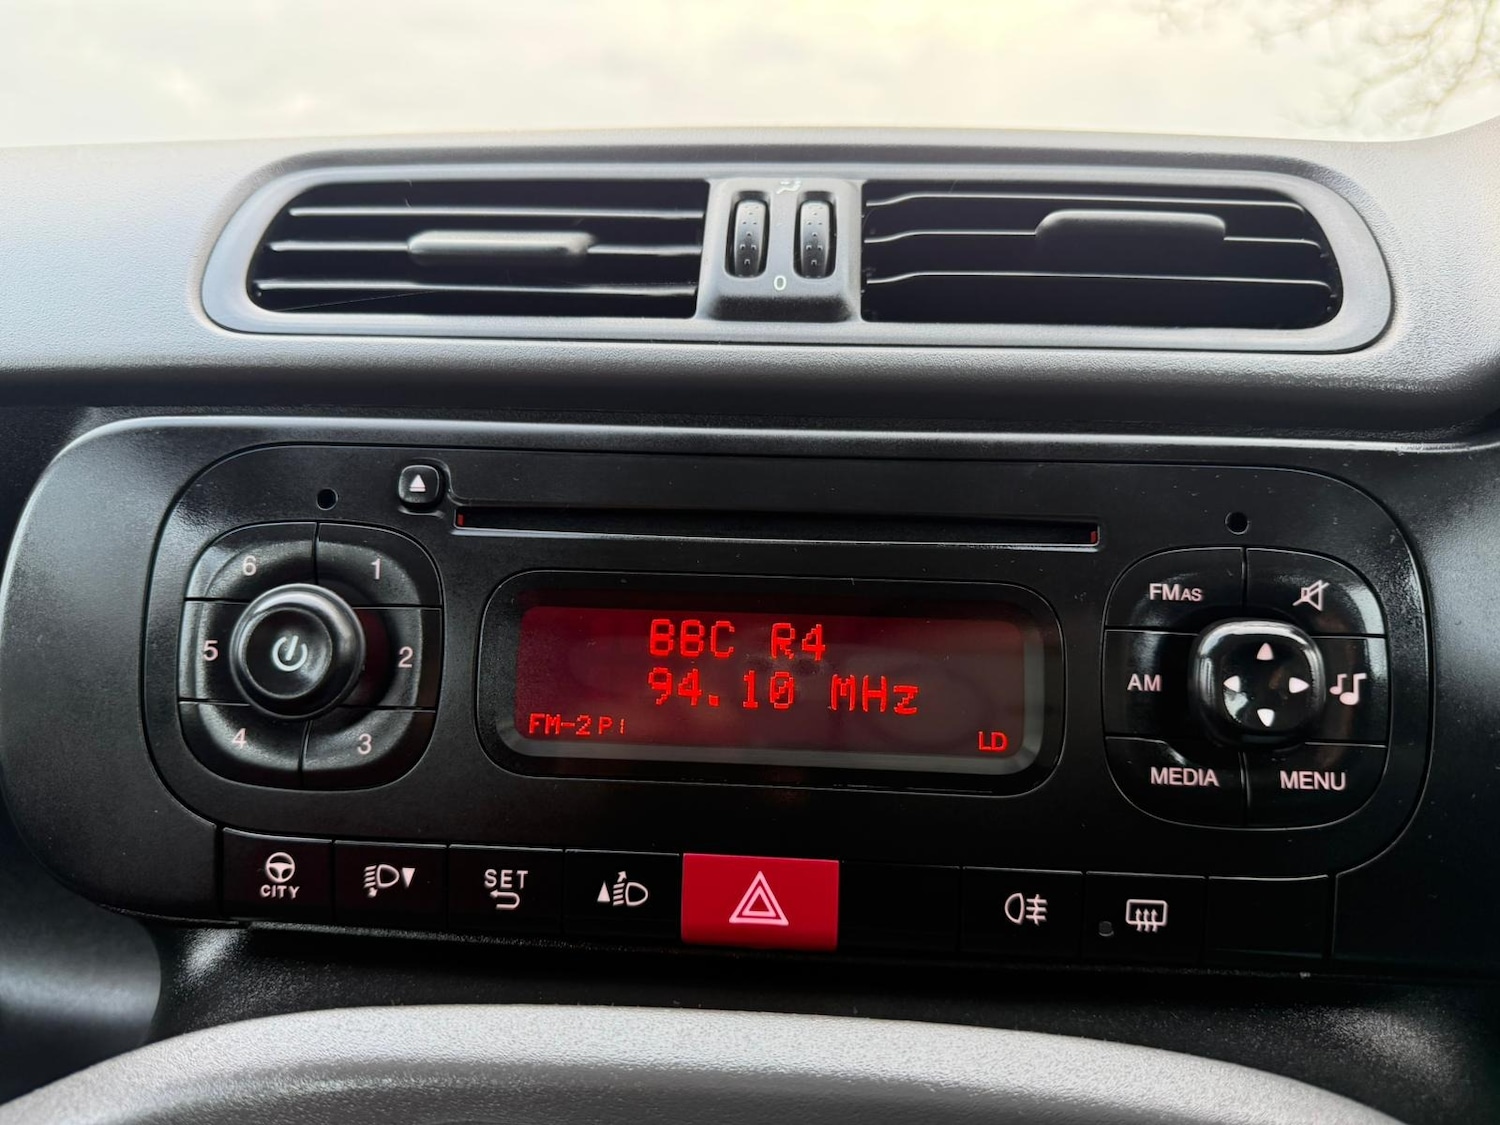 0
6 1
5 2
4 3
BBC R4
94.10 MHz
FM-2 P1
LD
FMAS
AM
MEDIA MENU
CITY
SET